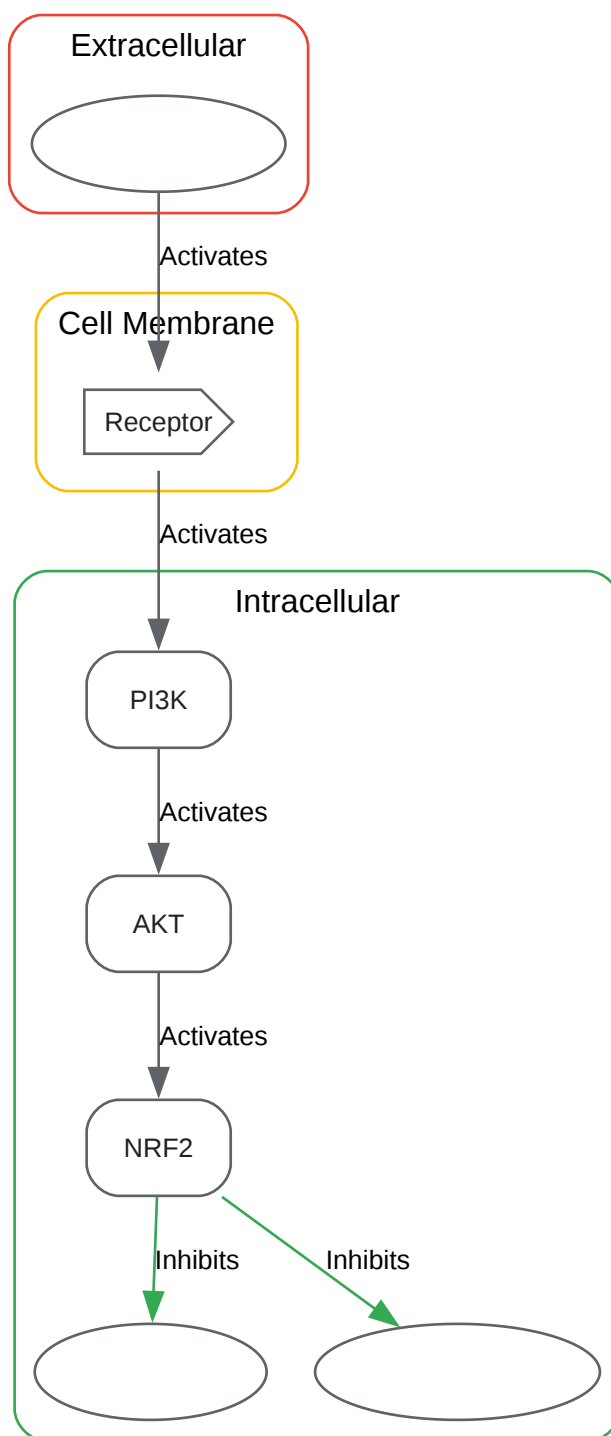 Extracellular
Activates
Cell Membrane
Receptor
Activates
Intracellular
PI3K
Activates
AKT
Activates
NRF2
Inhibits
Inhibits